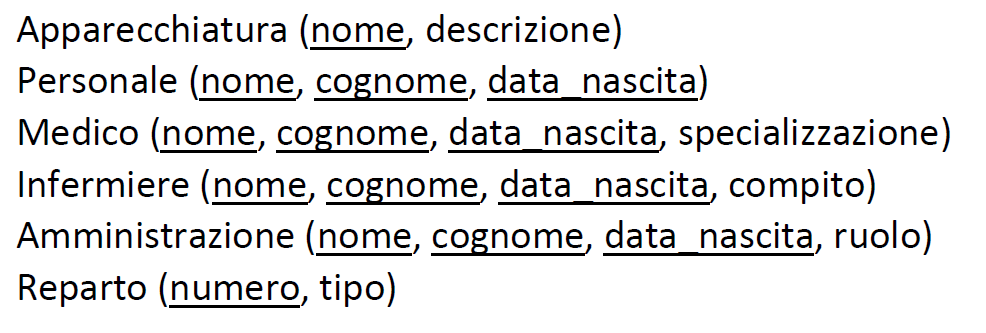 Apparecchiatura (nome, descrizione)
Personale (nome, cognome, data_nascita)
Medico (nome, cognome, data_nascita, specializzazione)
Infermiere (nome, cognome, data_nascita, compito)
Amministrazione (nome, cognome, data_nascita, ruolo)
Reparto (numero, tipo)